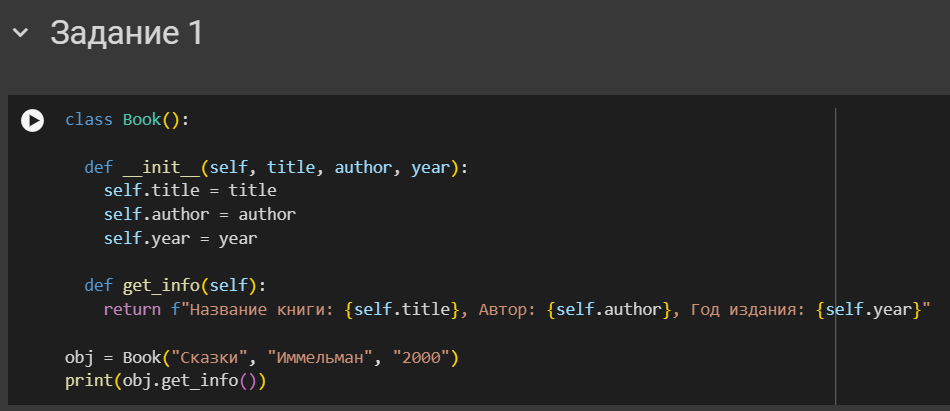 Задание 1
class Book():
def __init__(self, title, author, year):
self.title = title
self.author = author
self.year = year
def get_info(self):
return f"Название книги: {self.title}, Автор: {self.author}, Год издания: {self.year}"
obj = Book("Сказки", "Иммельман", "2000")
print(obj.get_info())